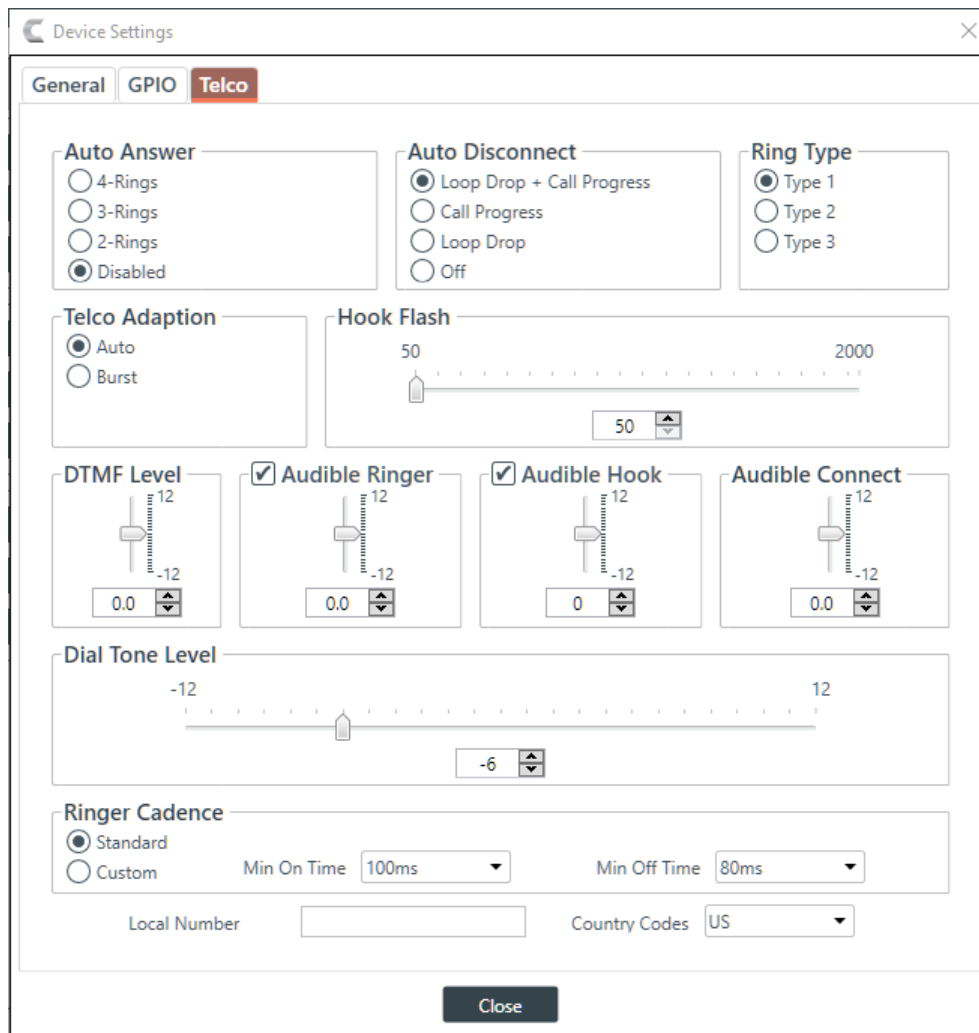 Device Settings
General GPIO Telco
Auto Answer
4-Rings
3-Rings
2-Rings
Disabled
Auto Disconnect
Loop Drop + Call Progress
Call Progress
Loop Drop
Off
Ring Type
Type 1
Type 2
Type 3
Telco Adaption
Auto
Burst
Hook Flash
50 2000
50
DTMF Level
12
-12
0.0
Audible Ringer
12
-12
0.0
Audible Hook
12
-12
0
Audible Connect
12
-12
0.0
Dial Tone Level
-12 12
-6
Ringer Cadence
Standard
Custom
Min On Time 100ms Min Off Time 80ms
Local Number Country Codes US
Close